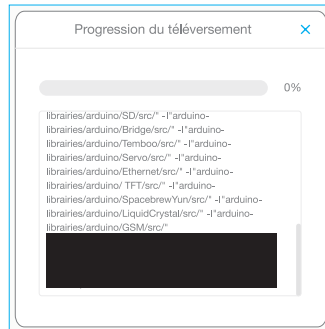 Progression du téléversement
0%
librairies/arduino/SD/src/" -I"arduino-
librairies/arduino/Bridge/src/" -I"arduino-
librairies/arduino/Temboo/src/" -I"arduino-
librairies/arduino/Servo/src/" -I"arduino-
librairies/arduino/Ethernet/src/" -I"arduino-
librairies/arduino/ TFT/src/" -I"arduino-
librairies/arduino/SpacebrewYun/src/" -I"arduino-
librairies/arduino/LiquidCrystal/src/" -I"arduino-
librairies/arduino/GSM/src/"